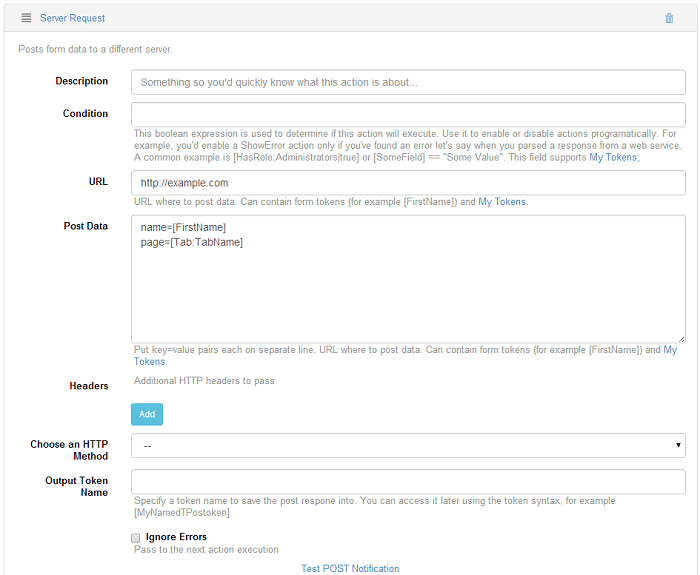 Server Request
Posts form data to a different server.
Description
Something so you'd quickly know what this action is about...
Condition
This boolean expression is used to determine if this action will execute. Use it to enable or disable actions programatically. For
example, you'd enable a ShowError action only if you've found an error let's say when you parsed a response from a web service.
A common example is [HasRole:Administrators|true] or [SomeField] == "Some Value". This field supports My Tokens;
URL
http://example.com
URL where to post data. Can contain form tokens (for example [FirstName]) and My Tokens.
Post Data
name=[FirstName]
page=[Tab:TabName]
Put key=value pairs each on separate line. URL where to post data. Can contain form tokens (for example [FirstName]) and My
Tokens.
Headers
Additional HTTP headers to pass
Add
Choose an HTTP
Method
--
Output Token
Name
Specify a token name to save the post respone into. You can access it later using the token syntax, for example
[MyNamedTPostoken]
Ignore Errors
Pass to the next action execution
Test POST Notification